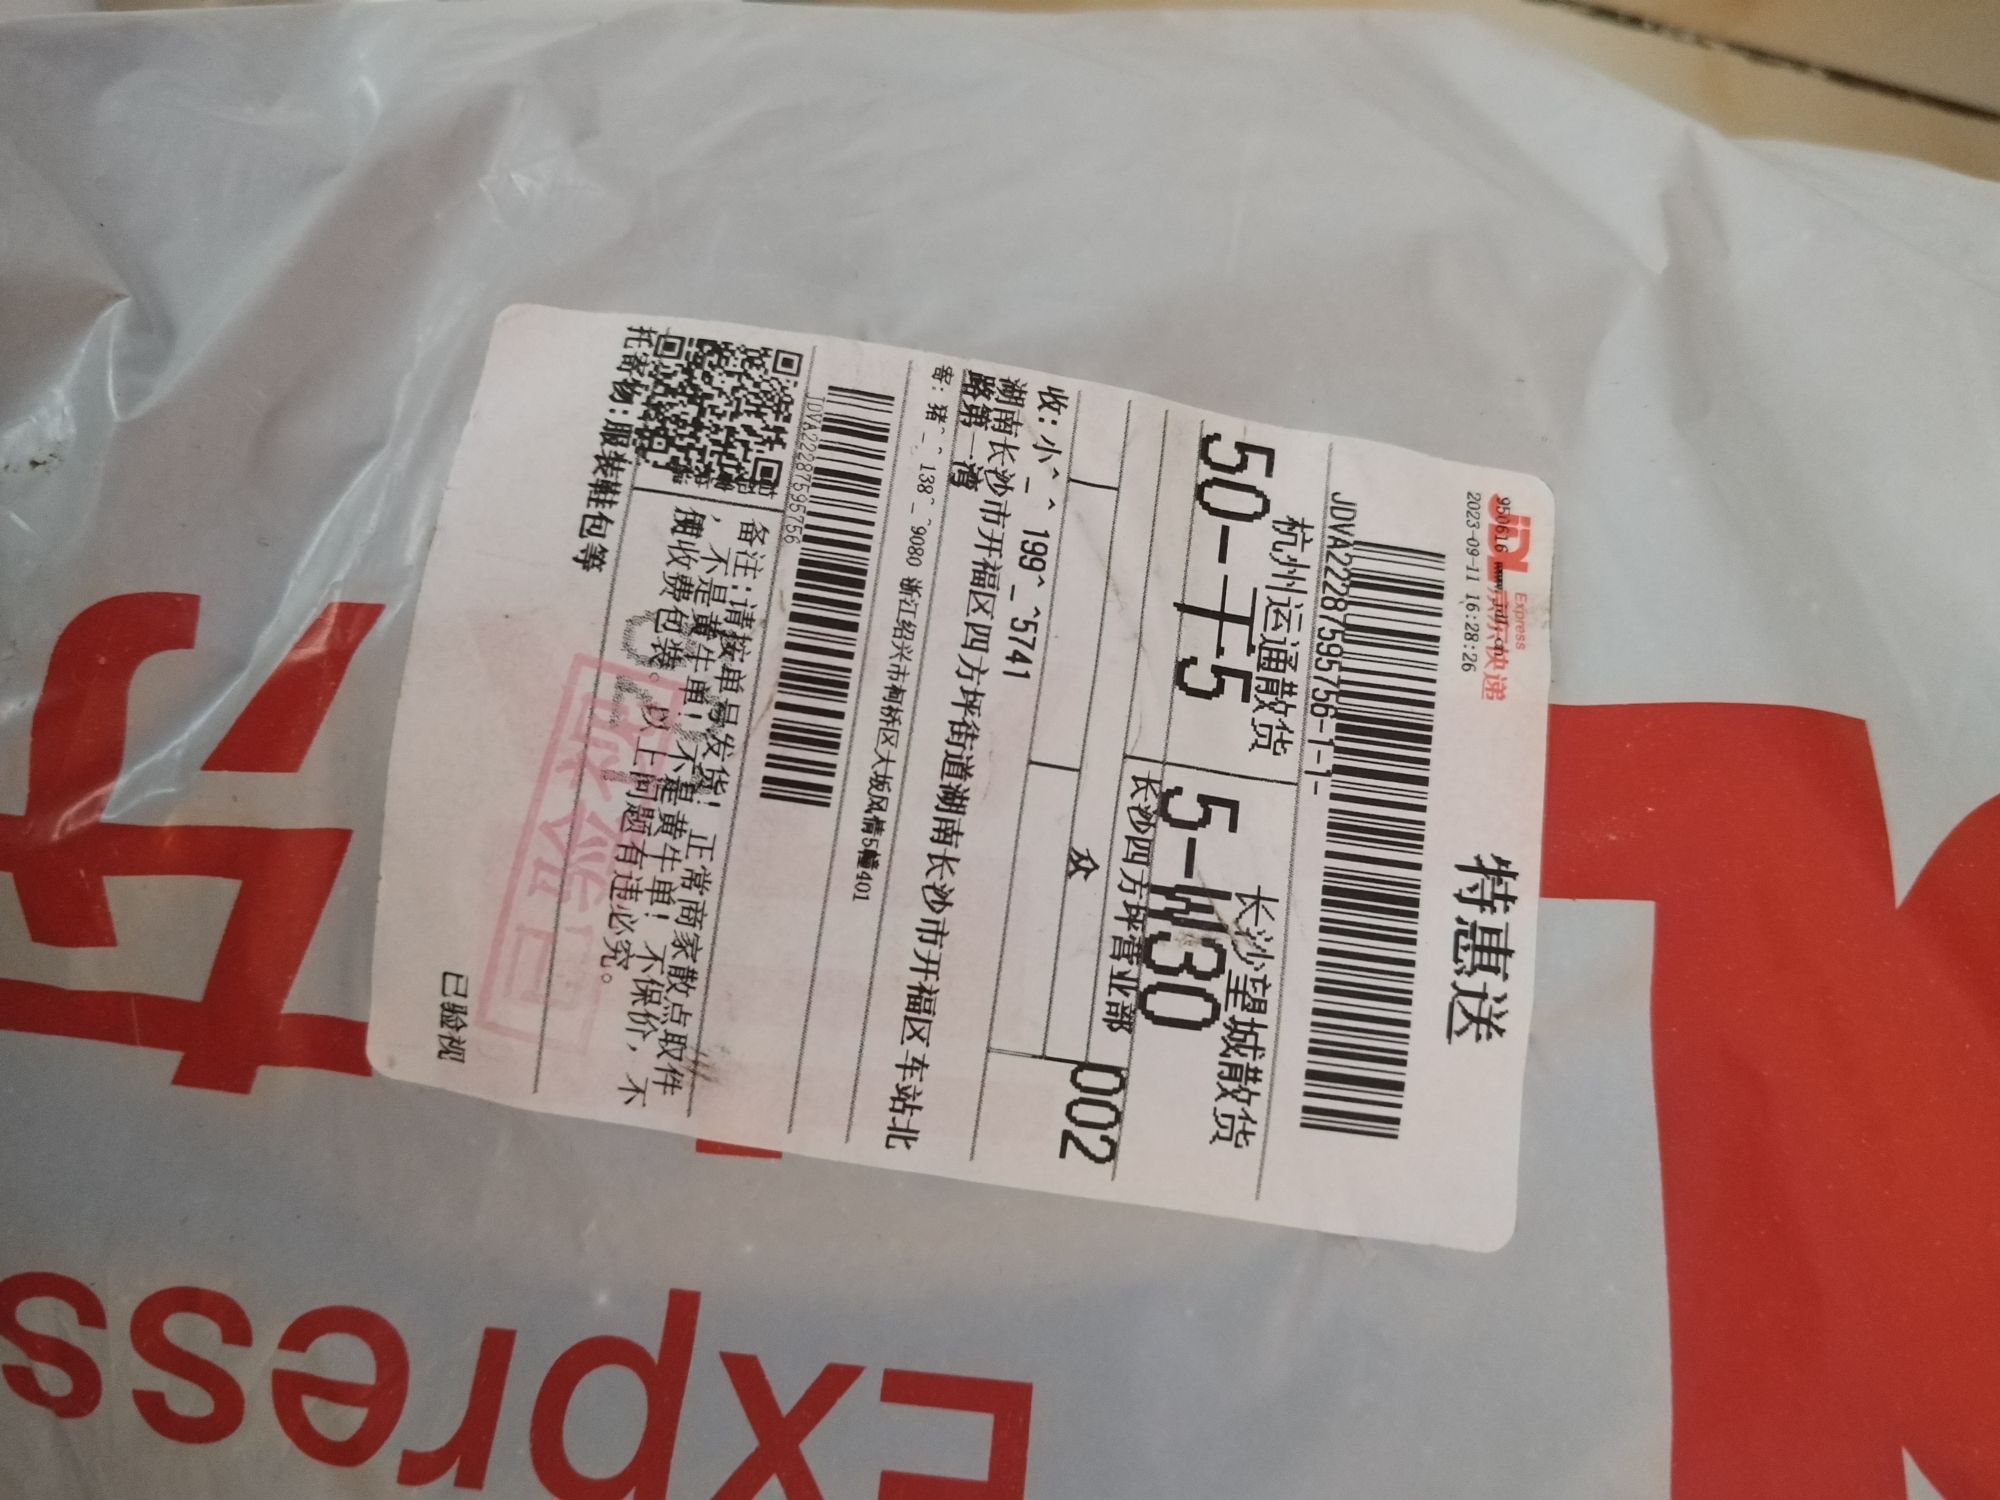 Express
京东快递
特惠送
2023-09-11 16:28:26
JDVA22287595756-1-1-
杭州运通散货
长沙望城散货
50-干5
5-W30
长沙四方坪营业部
002
众
收: 小^_^ 199^_^5741
湖南长沙市开福区四方坪街道湖南长沙市开福区车站北
路第一湾
寄: 猪^_^ 138^_^9080 浙江绍兴市柯桥区大坂风情5幢401
JDVA22287595756
备注:请按单号发货! 正常商家散点取件
, 不是黄牛单! 不是黄牛单! 不保价, 不
佛收费包装。以上问题有违必究。
托寄物:服装鞋包等
已验视
已验视
Express